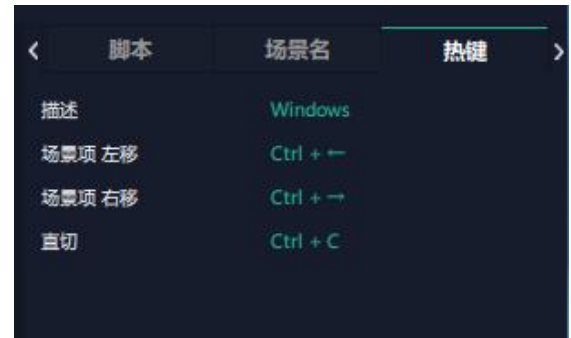 ‹ 脚本 场景名 热键 ›
描述 Windows
场景项 左移 Ctrl + ←
场景项 右移 Ctrl + →
直切 Ctrl + C